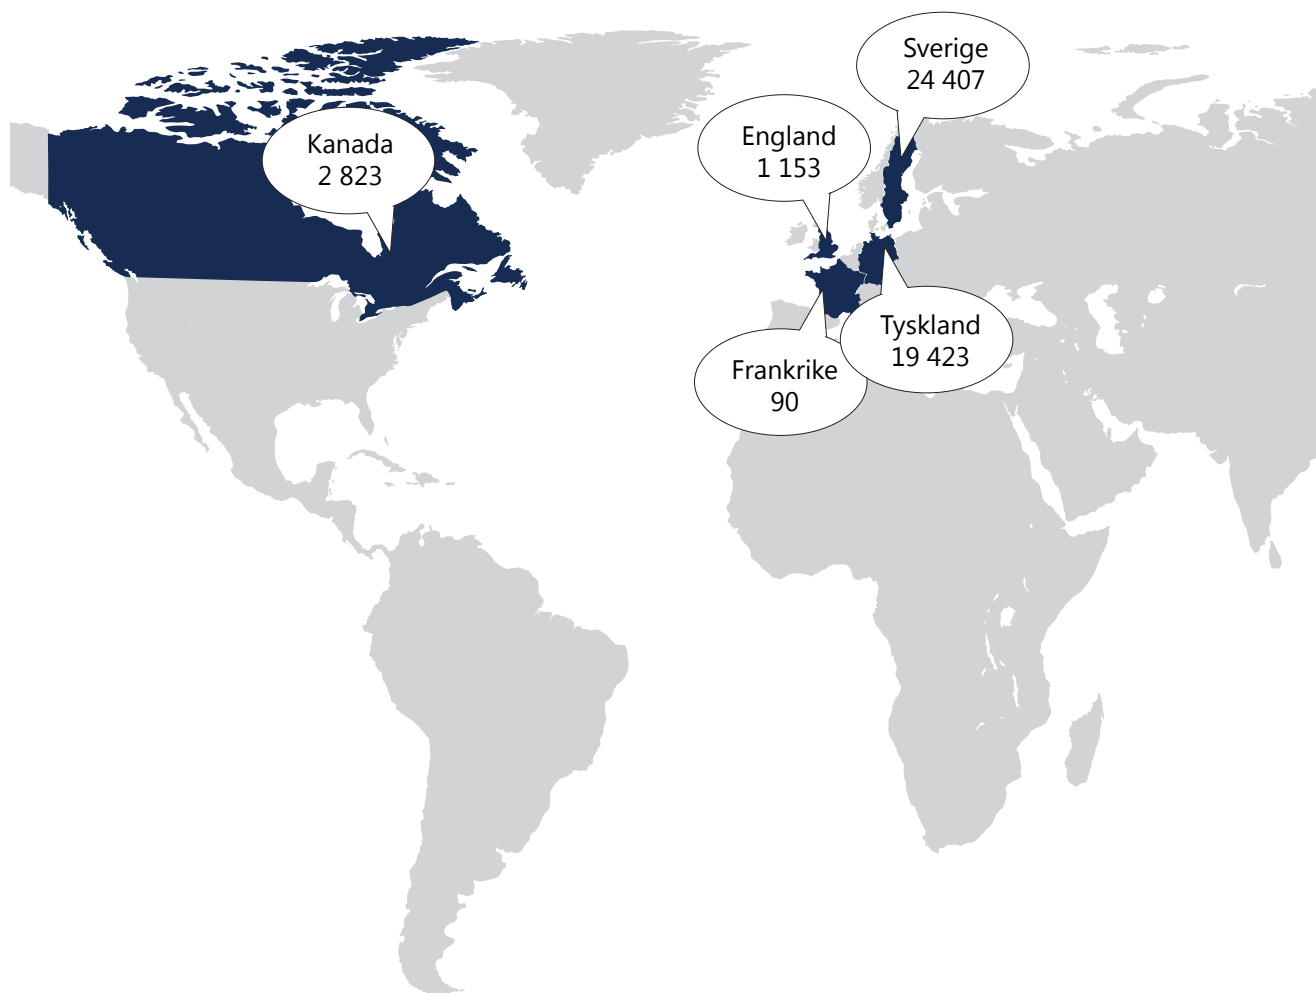 Sverige
24 407
England
1 153
Kanada
2 823
Tyskland
19 423
Frankrike
90